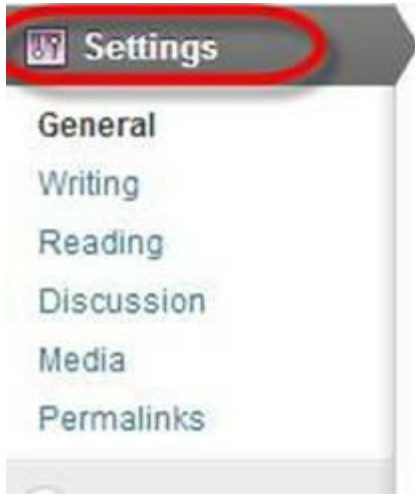 Settings
General
Writing
Reading
Discussion
Media
Permalinks